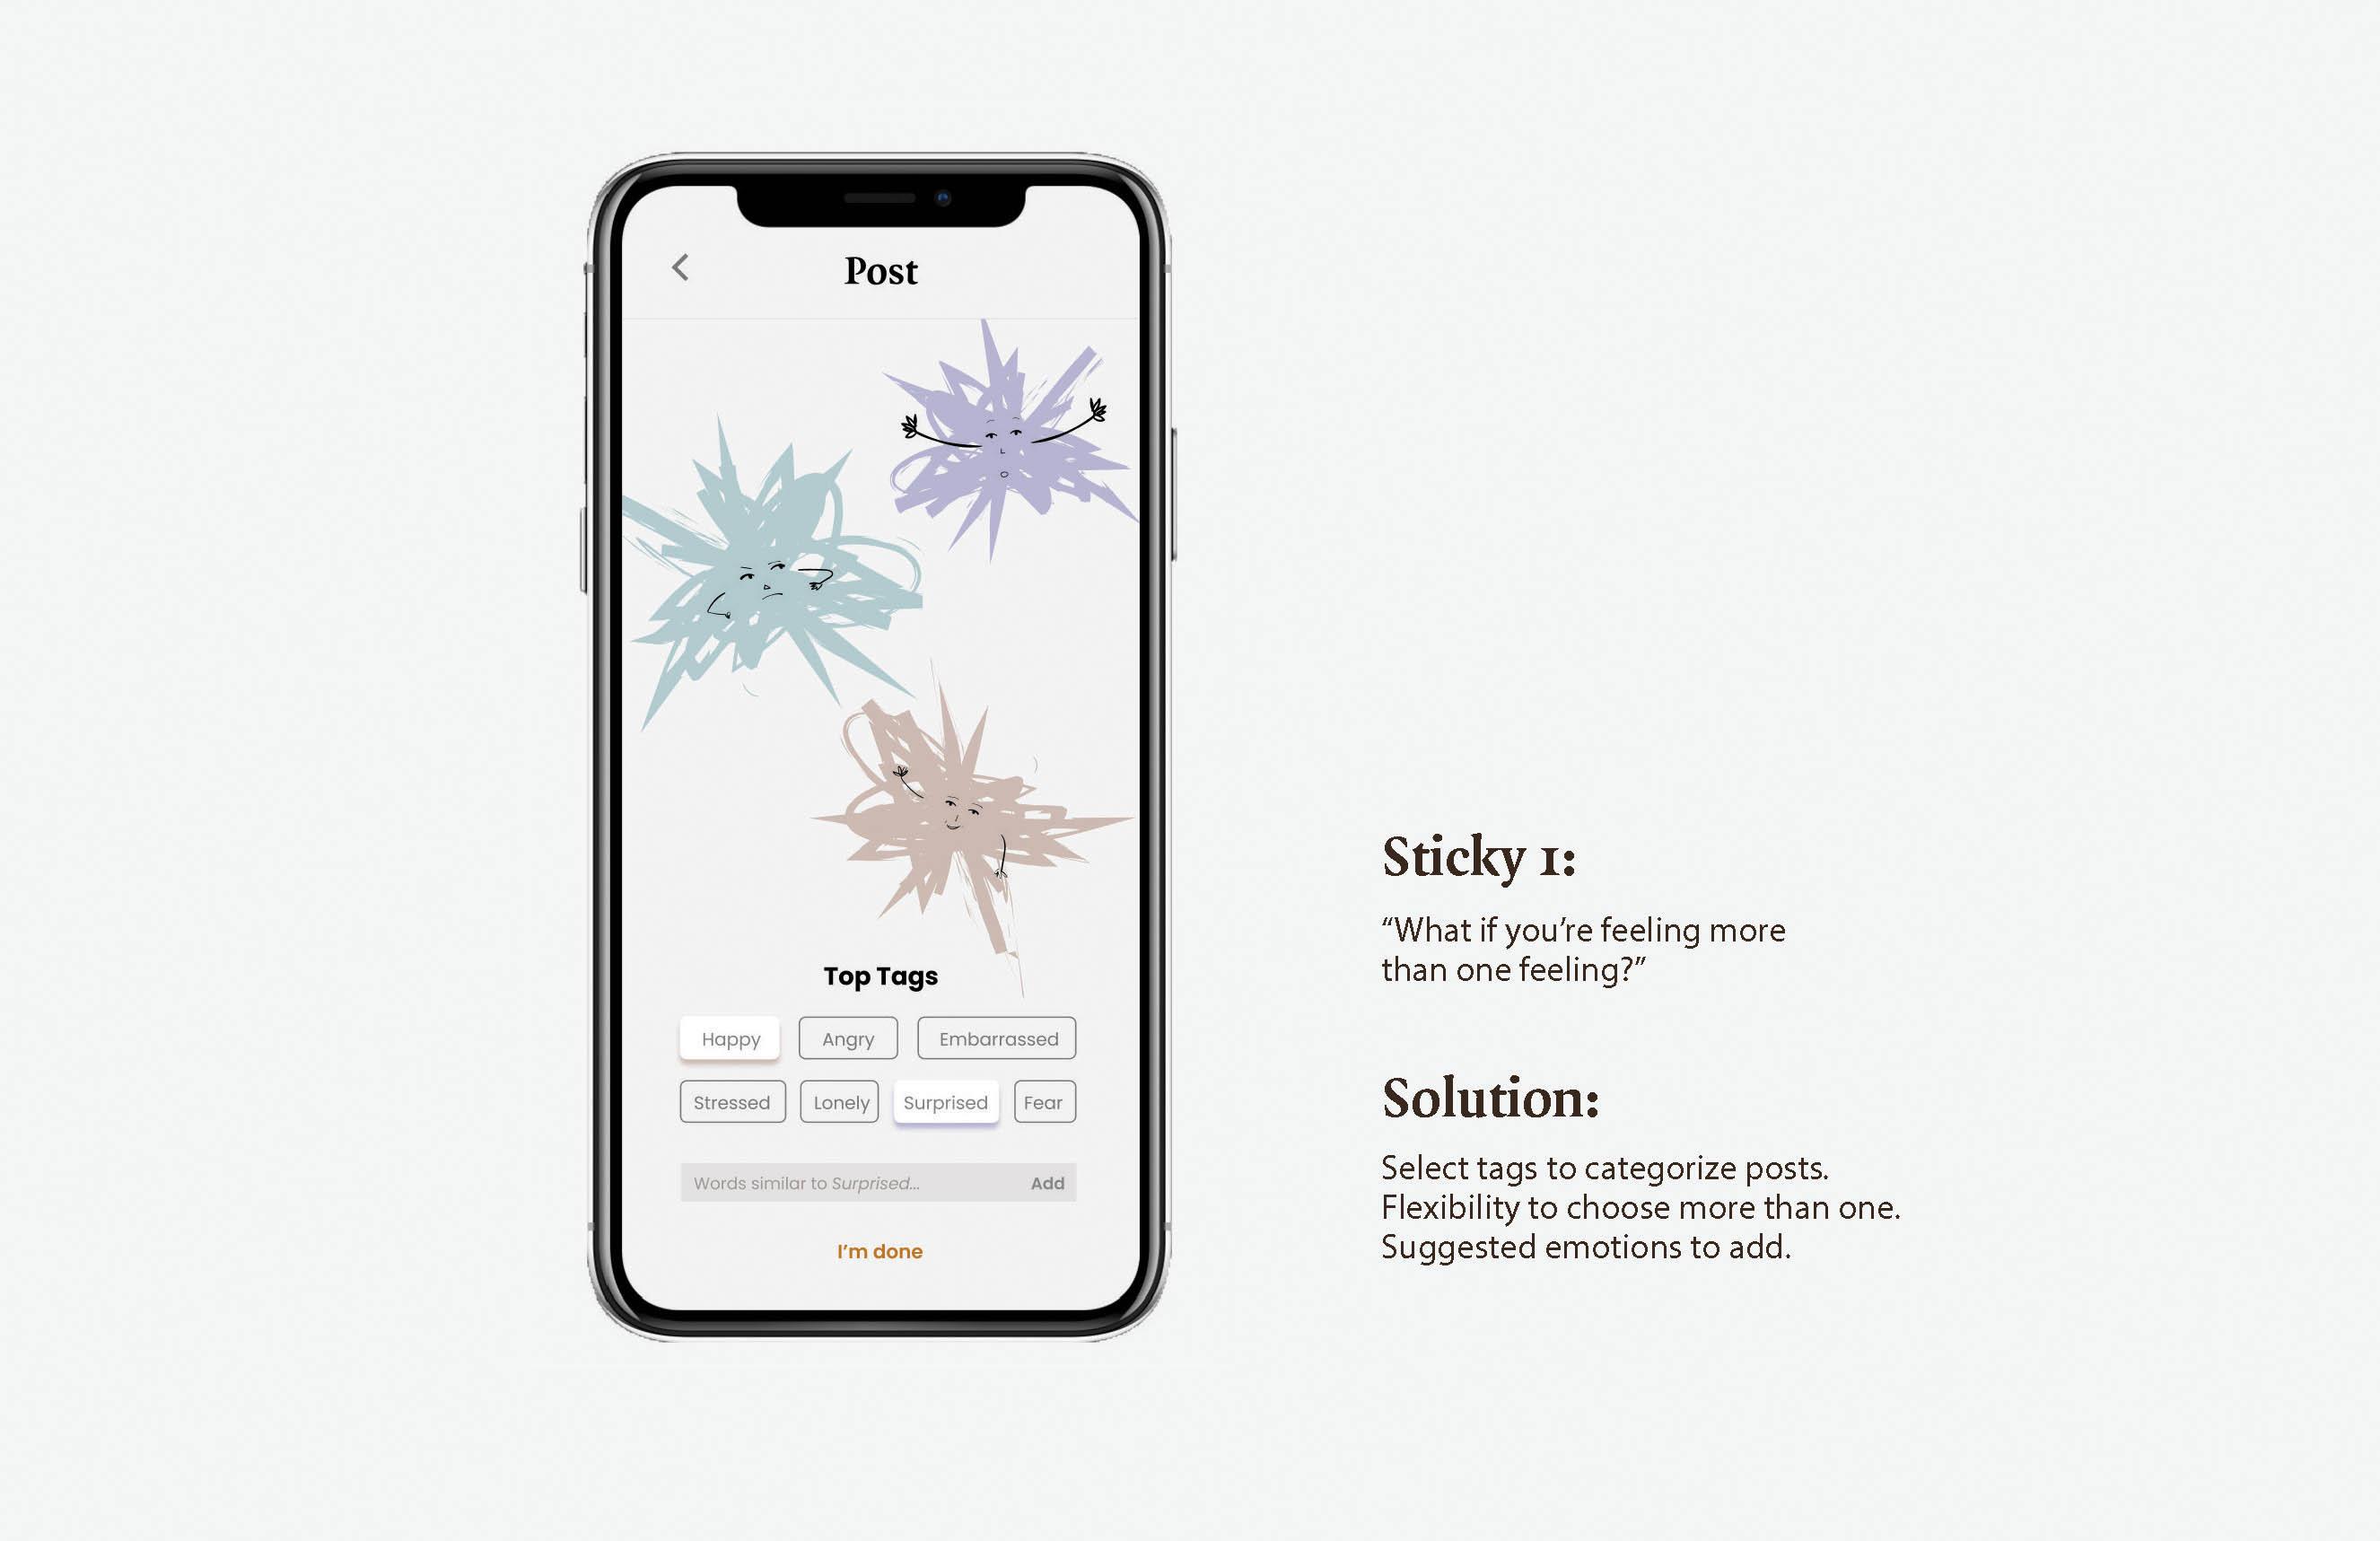 Post
Top Tags
Happy Angry Embarrassed
Stressed Lonely Surprised Fear
Words similar to Surprised... Add
I'm done
Sticky 1:
“What if you’re feeling more
than one feeling?”
Solution:
Select tags to categorize posts.
Flexibility to choose more than one.
Suggested emotions to add.